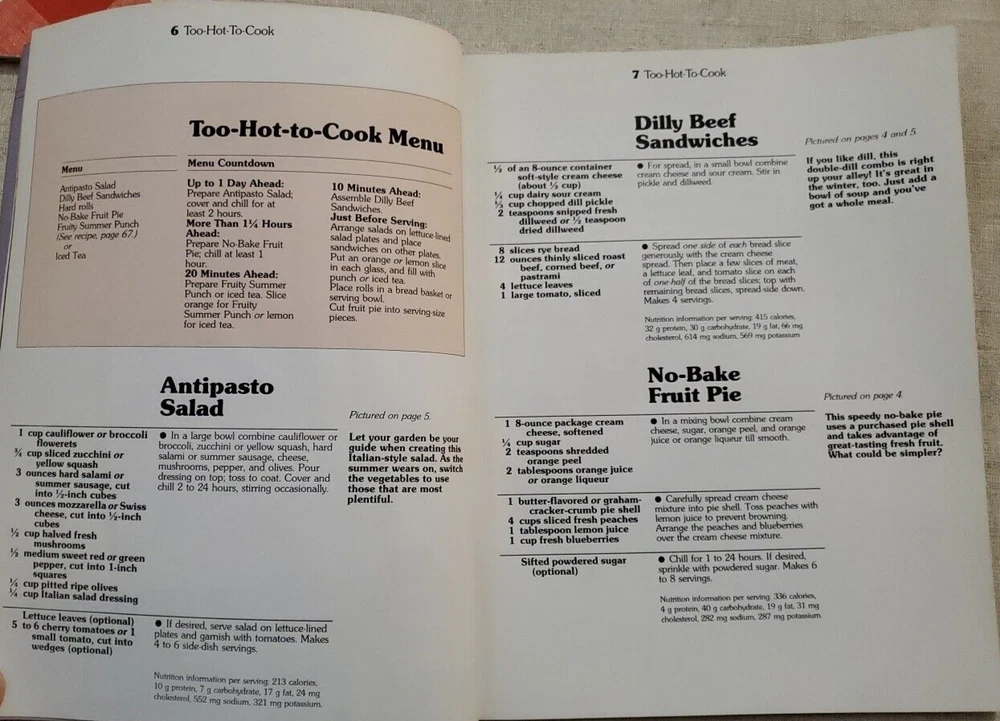 6 Too-Hot-To-Cook
Too-Hot-to-Cook Menu
Menu
Antipasto Salad
Dilly Beef Sandwiches
Hard rolls
No-Bake Fruit Pie
Fruity Summer Punch
(See recipe, page 67.)
or
Iced Tea
Menu Countdown
Up to 1 Day Ahead:
Prepare Antipasto Salad;
cover and chill for at
least 2 hours.
More Than 1¼ Hours
Ahead:
Prepare No-Bake Fruit
Pie; chill at least 1
hour.
20 Minutes Ahead:
Prepare Fruity Summer
Punch or iced tea. Slice
orange for Fruity
Summer Punch or lemon
for iced tea.
10 Minutes Ahead:
Assemble Dilly Beef
Sandwiches.
Just Before Serving:
Arrange salads on lettuce-lined
salad plates and place
sandwiches on other plates.
Put an orange or lemon slice
in each glass, and fill with
punch or iced tea.
Place rolls in a bread basket or
serving bowl.
Cut fruit pie into serving-size
pieces.
Antipasto
Salad
Pictured on page 5.
1 cup cauliflower or broccoli
flowerets
¾ cup sliced zucchini or
yellow squash
3 ounces hard salami or
summer sausage, cut
into ½-inch cubes
3 ounces mozzarella or Swiss
cheese, cut into ½-inch
cubes
½ cup halved fresh
mushrooms
½ medium sweet red or green
pepper, cut into 1-inch
squares
¼ cup pitted ripe olives
¼ cup Italian salad dressing
● In a large bowl combine cauliflower or
broccoli, zucchini or yellow squash, hard
salami or summer sausage, cheese,
mushrooms, pepper, and olives. Pour
dressing on top; toss to coat. Cover and
chill 2 to 24 hours, stirring occasionally.
Let your garden be your
guide when creating this
Italian-style salad. As the
summer wears on, switch
the vegetables to use
those that are most
plentiful.
Lettuce leaves (optional)
5 to 6 cherry tomatoes or 1
small tomato, cut into
wedges (optional)
● If desired, serve salad on lettuce-lined
plates and garnish with tomatoes. Makes
4 to 6 side-dish servings.
Nutrition information per serving: 213 calories,
10 g protein, 7 g carbohydrate, 17 g fat, 24 mg
cholesterol, 552 mg sodium, 321 mg potassium.
7 Too-Hot-To-Cook
Dilly Beef
Sandwiches
Pictured on pages 4 and 5.
⅓ of an 8-ounce container
soft-style cream cheese
(about ⅓ cup)
¼ cup dairy sour cream
⅓ cup chopped dill pickle
2 teaspoons snipped fresh
dillweed or ½ teaspoon
dried dillweed
● For spread, in a small bowl combine
cream cheese and sour cream. Stir in
pickle and dillweed.
If you like dill, this
double-dill combo is right
up your alley! It's great in
the winter, too. Just add a
bowl of soup and you've
got a whole meal.
8 slices rye bread
12 ounces thinly sliced roast
beef, corned beef, or
pastrami
4 lettuce leaves
1 large tomato, sliced
● Spread one side of each bread slice
generously with the cream cheese
spread. Then place a few slices of meat,
a lettuce leaf, and tomato slice on each
of one-half of the bread slices; top with
remaining bread slices, spread-side down.
Makes 4 servings.
Nutrition information per serving: 415 calories,
32 g protein, 30 g carbohydrate, 19 g fat, 66 mg
cholesterol, 614 mg sodium, 569 mg potassium
No-Bake
Fruit Pie
Pictured on page 4.
1 8-ounce package cream
cheese, softened
¼ cup sugar
2 teaspoons shredded
orange peel
2 tablespoons orange juice
or orange liqueur
● In a mixing bowl combine cream
cheese, sugar, orange peel, and orange
juice or orange liqueur till smooth.
This speedy no-bake pie
uses a purchased pie shell
and takes advantage of
great-tasting fresh fruit.
What could be simpler?
1 butter-flavored or graham-
cracker-crumb pie shell
4 cups sliced fresh peaches
1 tablespoon lemon juice
1 cup fresh blueberries
● Carefully spread cream cheese
mixture into pie shell. Toss peaches with
lemon juice to prevent browning.
Arrange the peaches and blueberries
over the cream cheese mixture.
Sifted powdered sugar
(optional)
● Chill for 1 to 24 hours. If desired,
sprinkle with powdered sugar. Makes 6
to 8 servings.
Nutrition information per serving: 336 calories,
4 g protein, 40 g carbohydrate, 19 g fat, 31 mg
cholesterol, 282 mg sodium, 287 mg potassium.